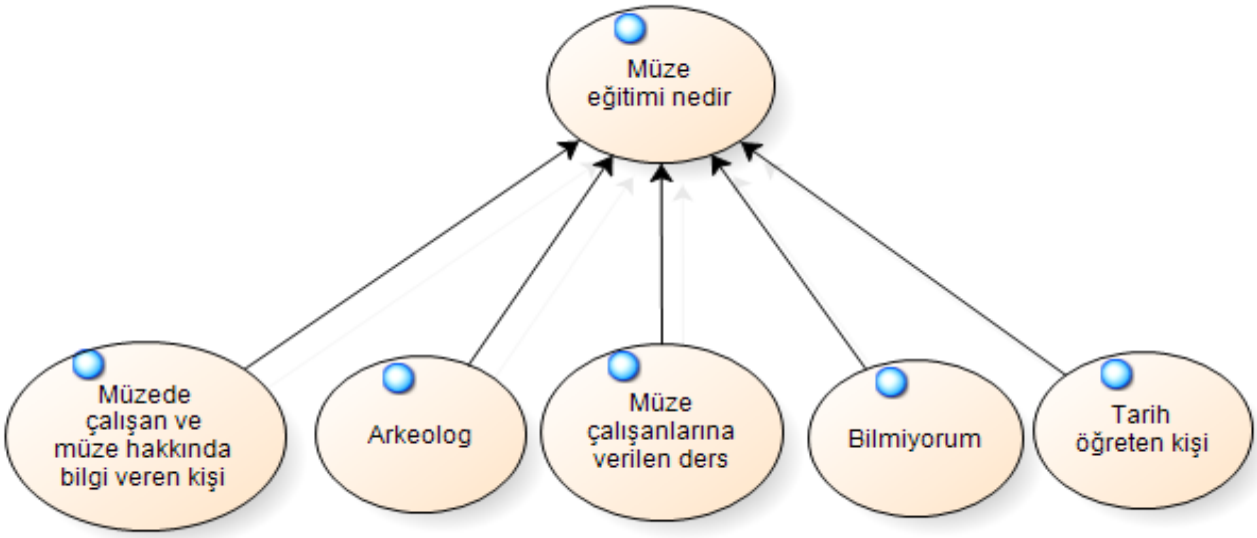 Müze
eğitimi nedir
Müzede
çalışan ve
müze hakkında
bilgi veren kişi
Arkeolog
Müze
çalışanlarına
verilen ders
Bilmiyorum
Tarih
öğreten kişi